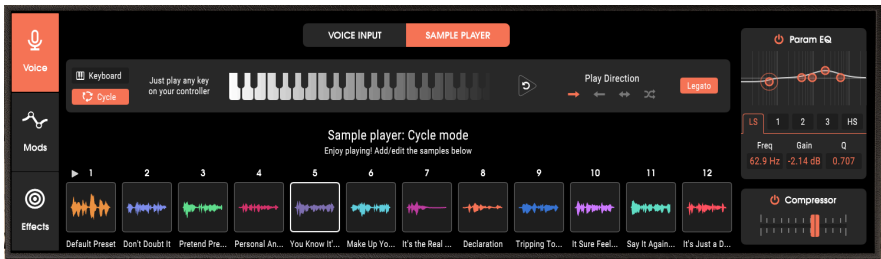 Voice
Mods
Effects
VOICE INPUT
SAMPLE PLAYER
Keyboard
Cycle
Just play any key
on your controller
Play Direction
Legato
Sample player: Cycle mode
Enjoy playing! Add/edit the samples below
1 2 3 4 5 6 7 8 9 10 11 12
Default Preset Don't Doubt It Pretend Pre... Personal An... You Know It'... Make Up Yo... It's the Real ... Declaration Tripping To... It Sure Feel... Say It Again... It's Just a D...
Param EQ
LS 1 2 3 HS
Freq Gain Q
62.9 Hz -2.14 dB 0.707
Compressor